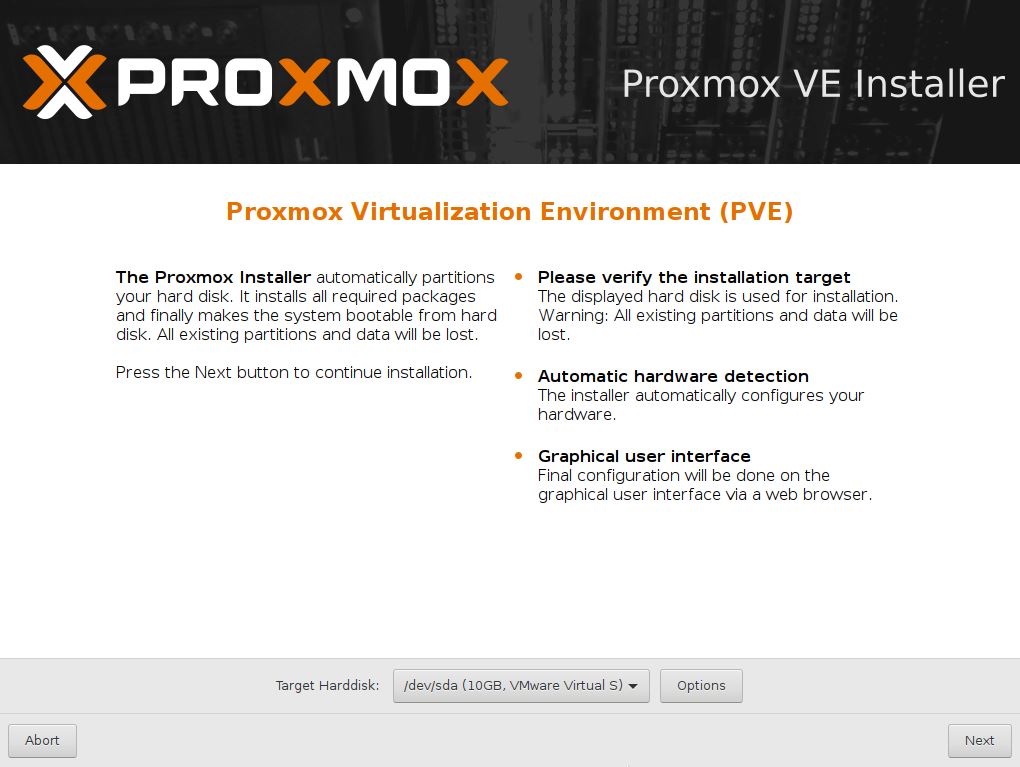 PROXMOX
Proxmox VE Installer
Proxmox Virtualization Environment (PVE)
The Proxmox Installer automatically partitions
your hard disk. It installs all required packages
and finally makes the system bootable from hard
disk. All existing partitions and data will be lost.
Press the Next button to continue installation.
Please verify the installation target
The displayed hard disk is used for installation.
Warning: All existing partitions and data will be
lost.
Automatic hardware detection
The installer automatically configures your
hardware.
Graphical user interface
Final configuration will be done on the
graphical user interface via a web browser.
Target Harddisk: /dev/sda (10GB, VMware Virtual S) Options
Abort Next